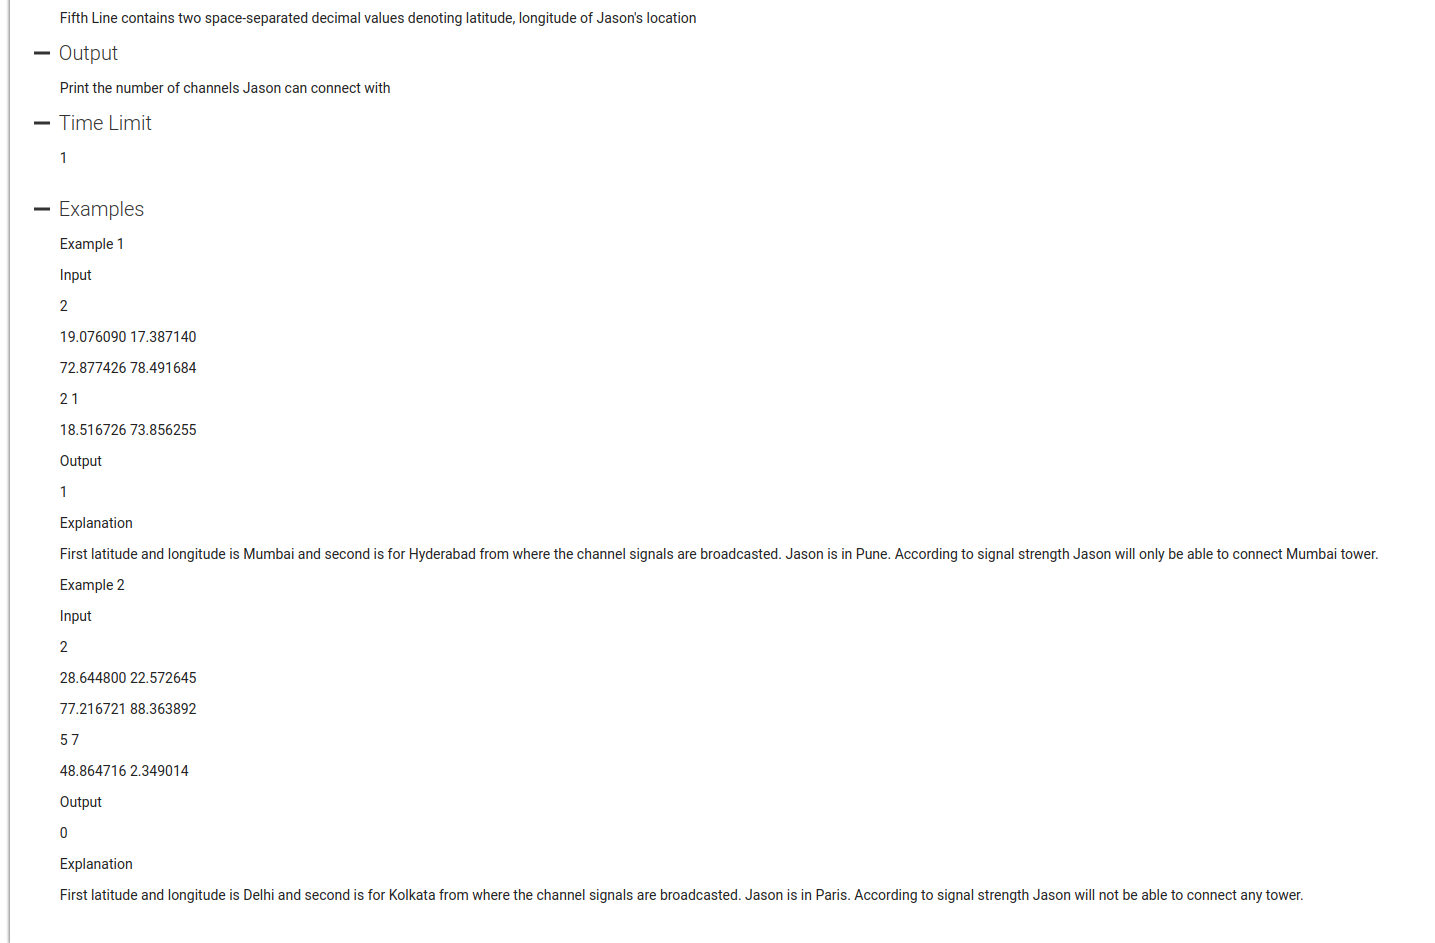 Fifth Line contains two space-separated decimal values denoting latitude, longitude of Jason's location
Output
Print the number of channels Jason can connect with
Time Limit
1
Examples
Example 1
Input
2
19.076090 17.387140
72.877426 78.491684
2 1
18.516726 73.856255
Output
1
Explanation
First latitude and longitude is Mumbai and second is for Hyderabad from where the channel signals are broadcasted. Jason is in Pune. According to signal strength Jason will only be able to connect Mumbai tower.
Example 2
Input
2
28.644800 22.572645
77.216721 88.363892
5 7
48.864716 2.349014
Output
0
Explanation
First latitude and longitude is Delhi and second is for Kolkata from where the channel signals are broadcasted. Jason is in Paris. According to signal strength Jason will not be able to connect any tower.